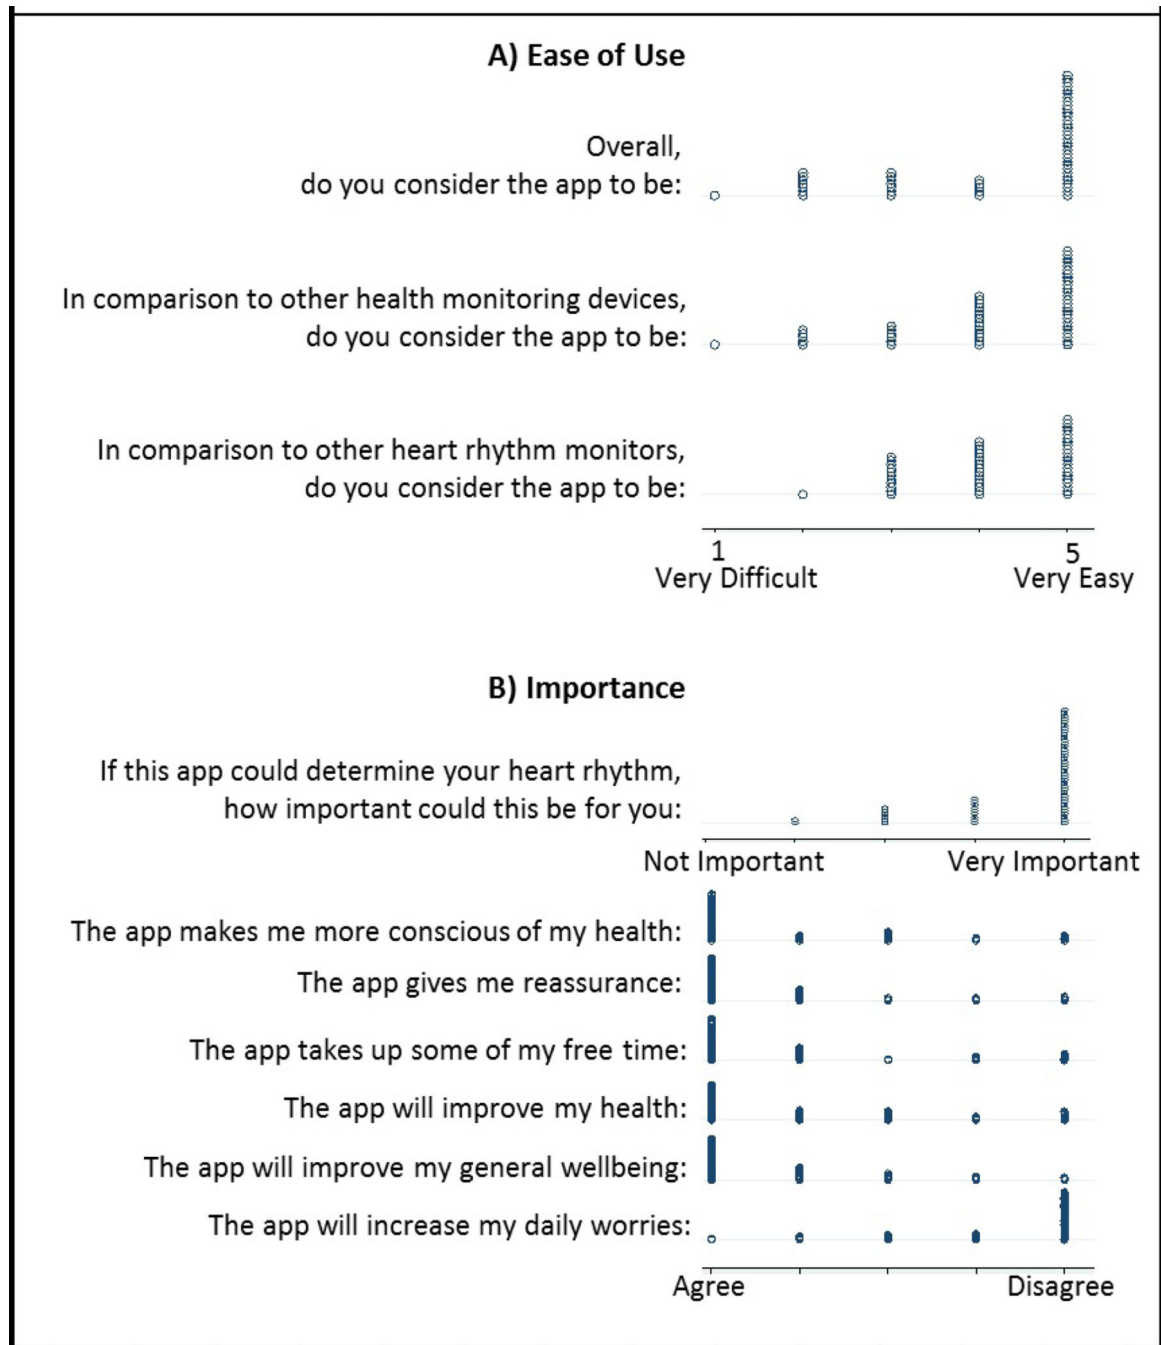 A) Ease of Use
Overall,
do you consider the app to be:
In comparison to other health monitoring devices,
do you consider the app to be:
In comparison to other heart rhythm monitors,
do you consider the app to be:
1
5
Very Difficult
Very Easy
B) Importance
If this app could determine your heart rhythm,
how important could this be for you:
Not Important
Very Important
The app makes me more conscious of my health:
The app gives me reassurance:
The app takes up some of my free time:
The app will improve my health:
The app will improve my general wellbeing:
The app will increase my daily worries:
Agree
Disagree